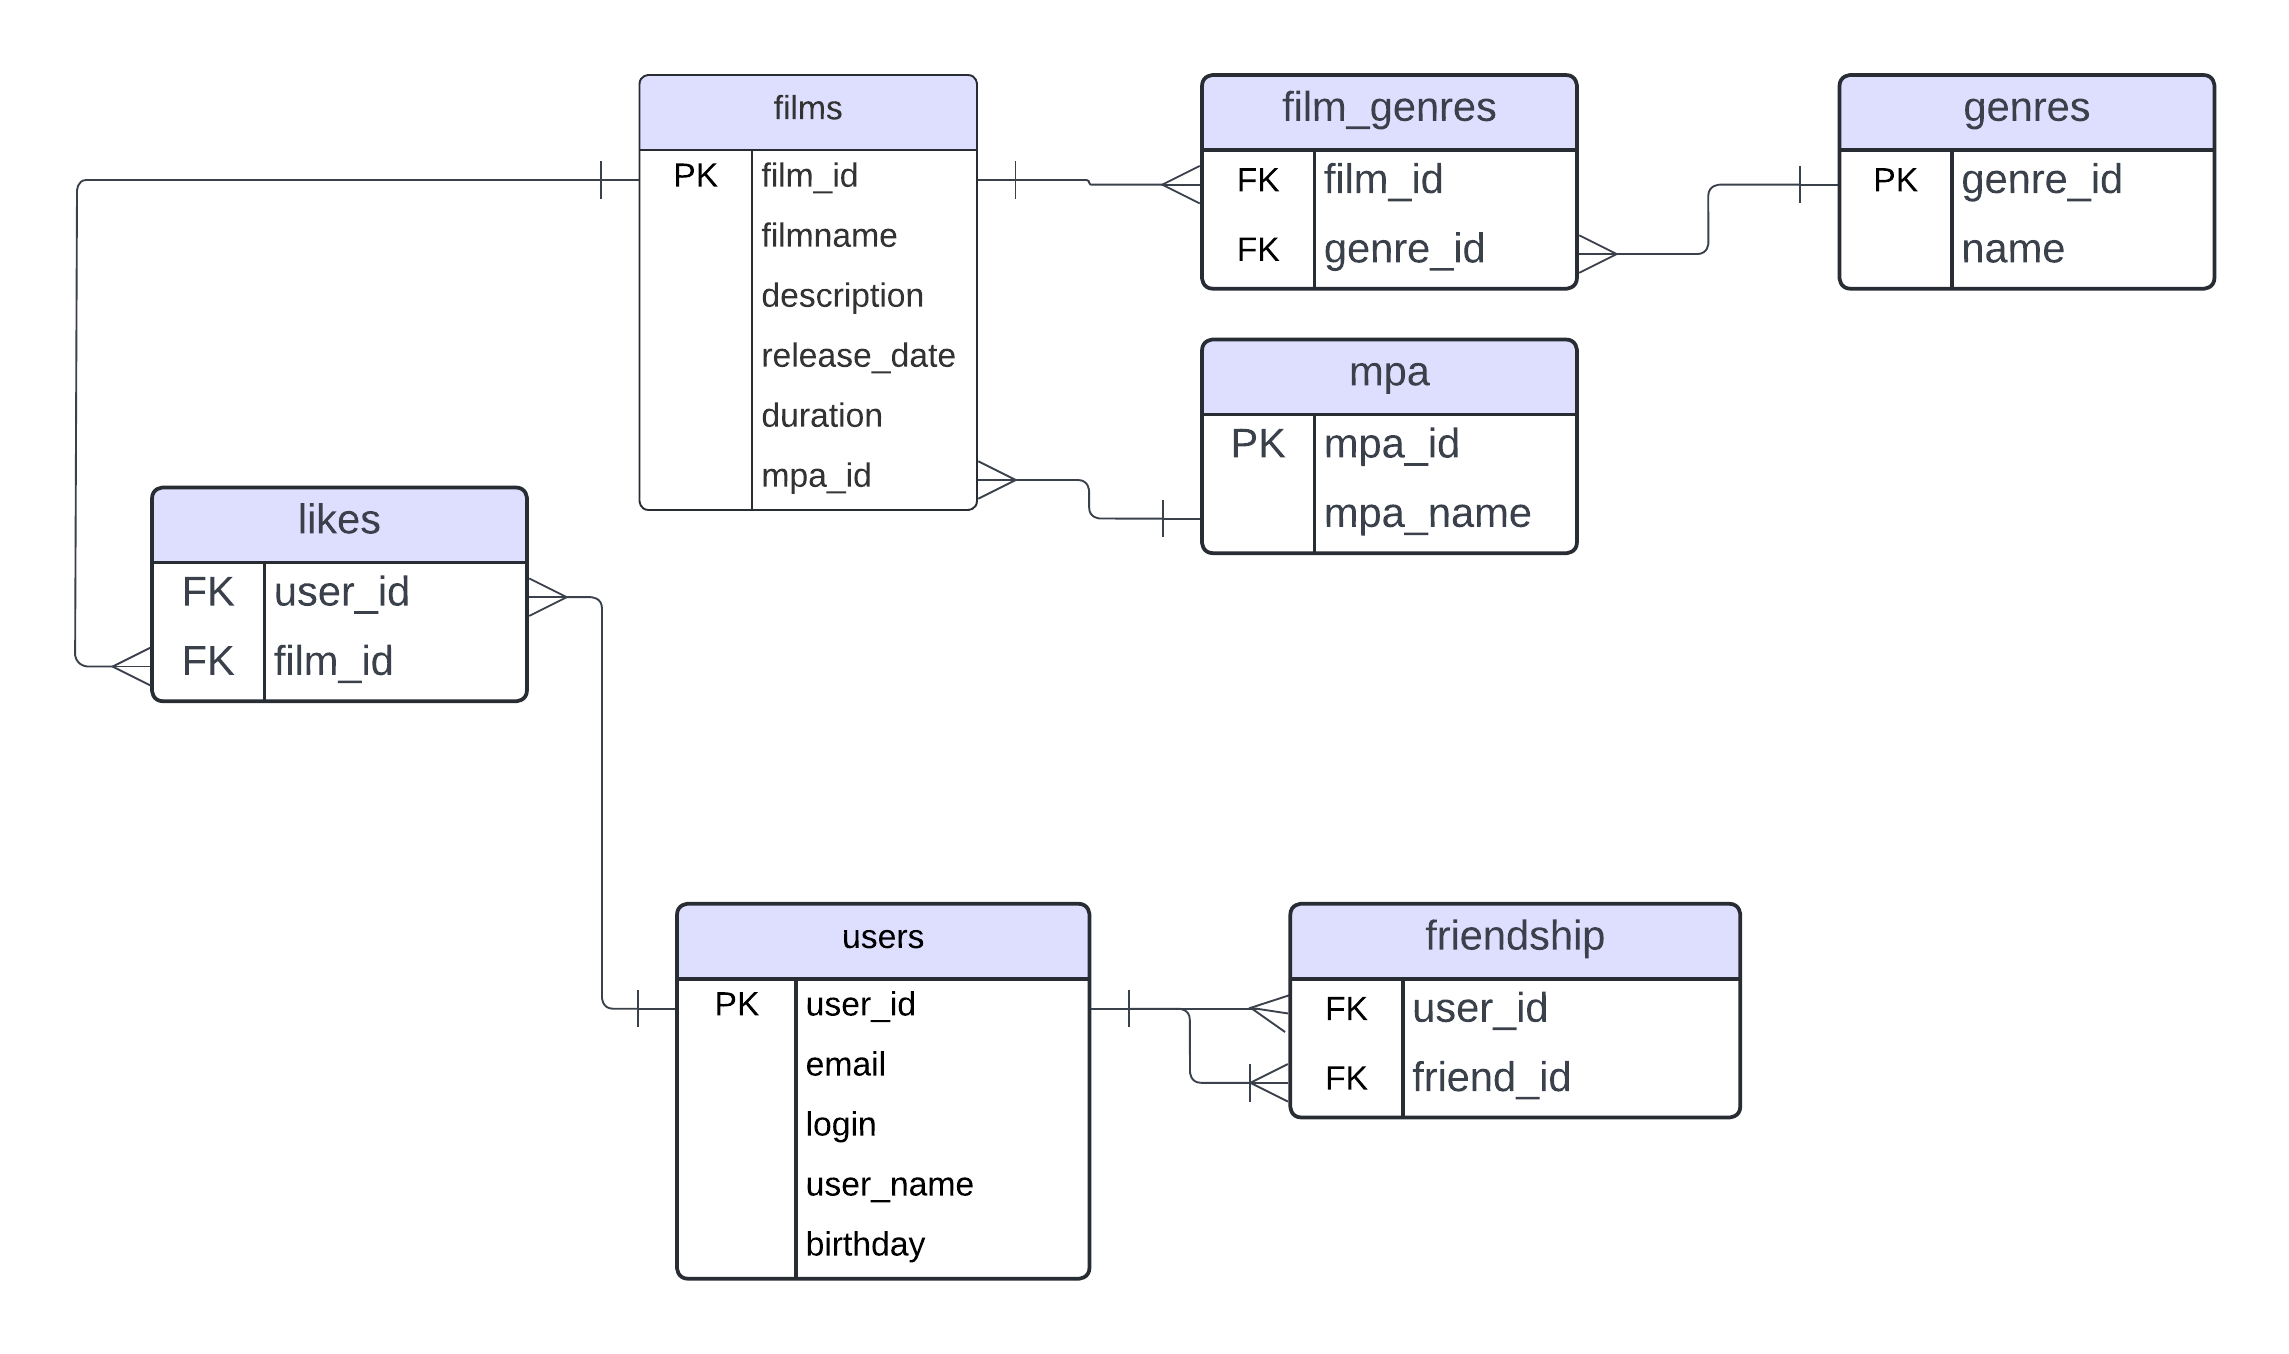 films
PK film_id
filmname
description
release_date
duration
mpa_id
film_genres
FK film_id
FK genre_id
genres
PK genre_id
name
mpa
PK mpa_id
mpa_name
likes
FK user_id
FK film_id
users
PK user_id
email
login
user_name
birthday
friendship
FK user_id
FK friend_id